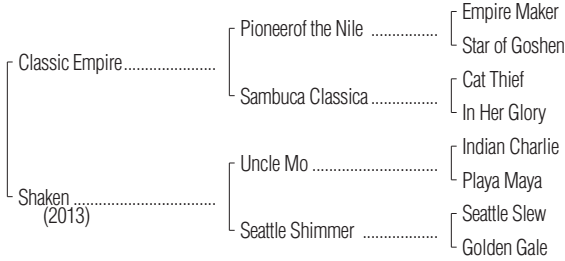 Empire Maker
Pioneerof the Nile ................
Star of Goshen
Classic Empire......................
Cat Thief
Sambuca Classica................
In Her Glory
Indian Charlie
Uncle Mo ..............................
Playa Maya
Shaken ..................................
(2013)
Seattle Slew
Seattle Shimmer ..................
Golden Gale